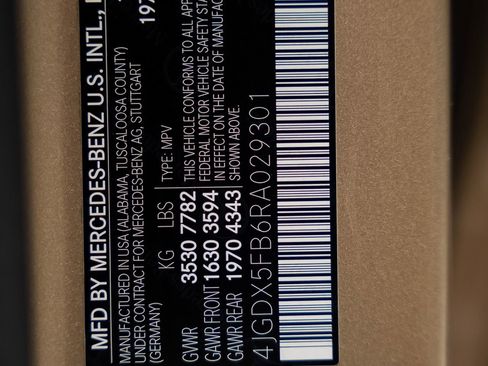 MFD BY MERCEDES-BENZ U.S. INTL.,
MANUFACTURED IN USA (ALABAMA, TUSCALOOSA COUNTY)
UNDER CONTRACT FOR MERCEDES-BENZ AG, STUTTGART
(GERMANY)
197
KG LBS
GVWR 3530 7782
GAWR FRONT 1630 3594
GAWR REAR 1970 4343
TYPE: MPV
THIS VEHICLE CONFORMS TO ALL APP
FEDERAL MOTOR VEHICLE SAFETY STA
IN EFFECT ON THE DATE OF MANUFAC
SHOWN ABOVE.
4JGDX5FB6RA029301